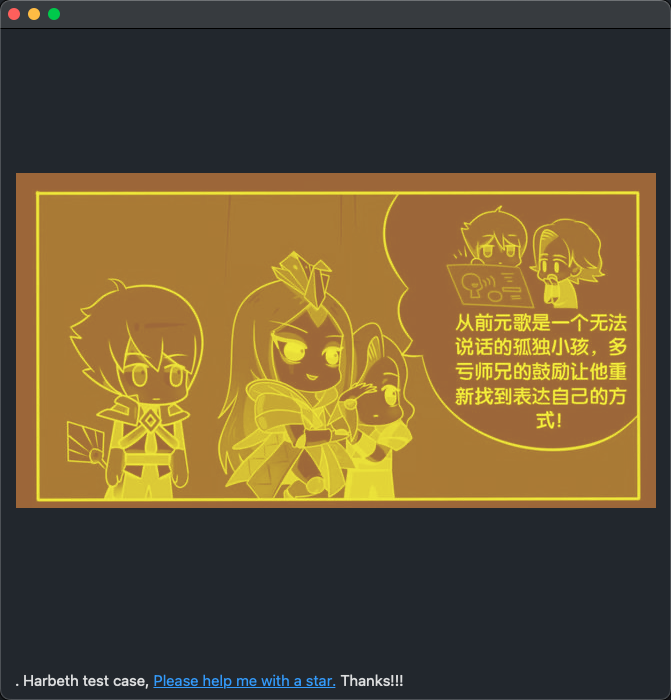 从前元歌是一个无法
说话的孤独小孩，多
亏师兄的鼓励让他重
新找到表达自己的方
式！
. Harbeth test case, Please help me with a star. Thanks!!!